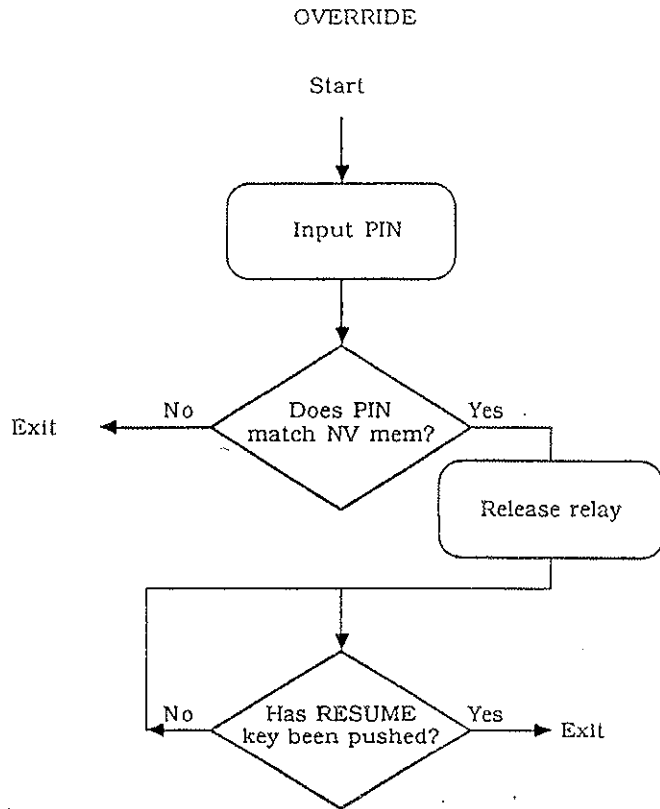 OVERRIDE
Start
Input PIN
Does PIN
match NV mem?
No
Yes
Exit
Release relay
Has RESUME
key been pushed?
No
Yes
Exit